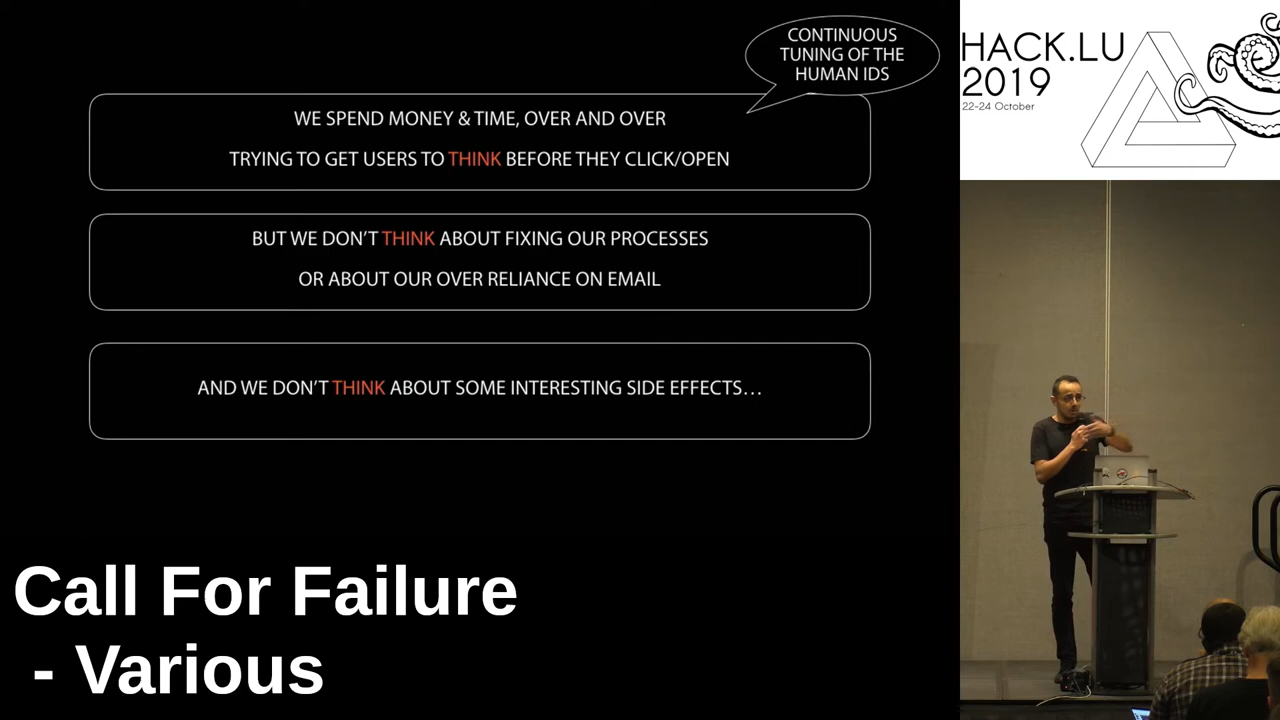 CONTINUOUS
TUNING OF THE
HUMAN IDS
WE SPEND MONEY & TIME, OVER AND OVER
TRYING TO GET USERS TO THINK BEFORE THEY CLICK/OPEN
BUT WE DON'T THINK ABOUT FIXING OUR PROCESSES
OR ABOUT OUR OVER RELIANCE ON EMAIL
AND WE DON'T THINK ABOUT SOME INTERESTING SIDE EFFECTS…
Call For Failure
- Various
HACK.LU
2019
22-24 October